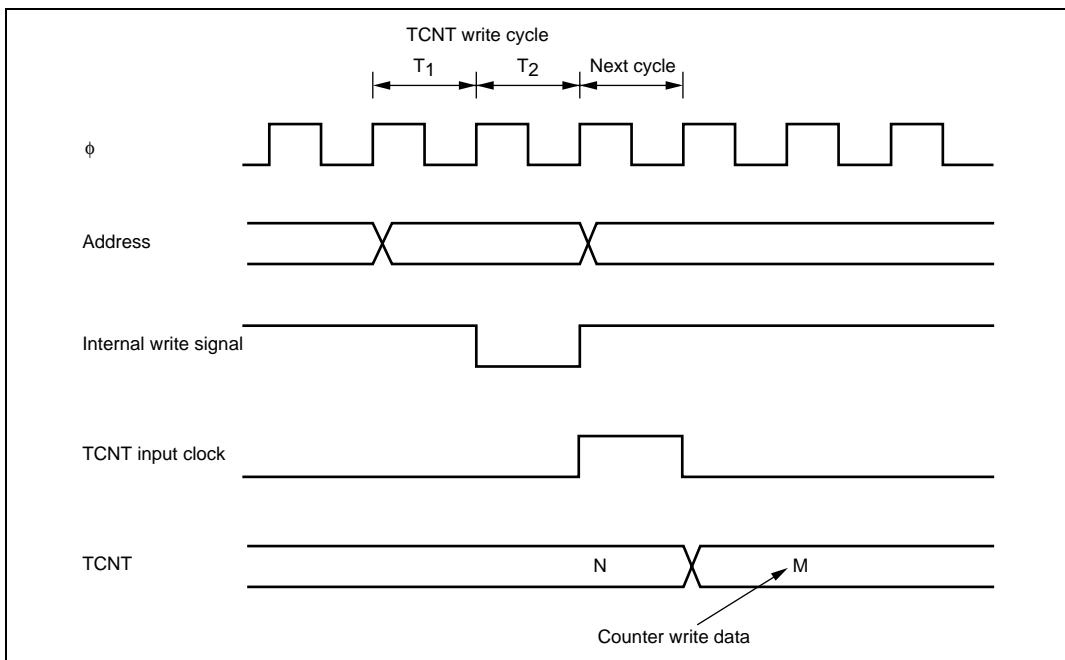 TCNT write cycle
T1 T2 Next cycle
ϕ
Address
Internal write signal
TCNT input clock
TCNT N M
Counter write data